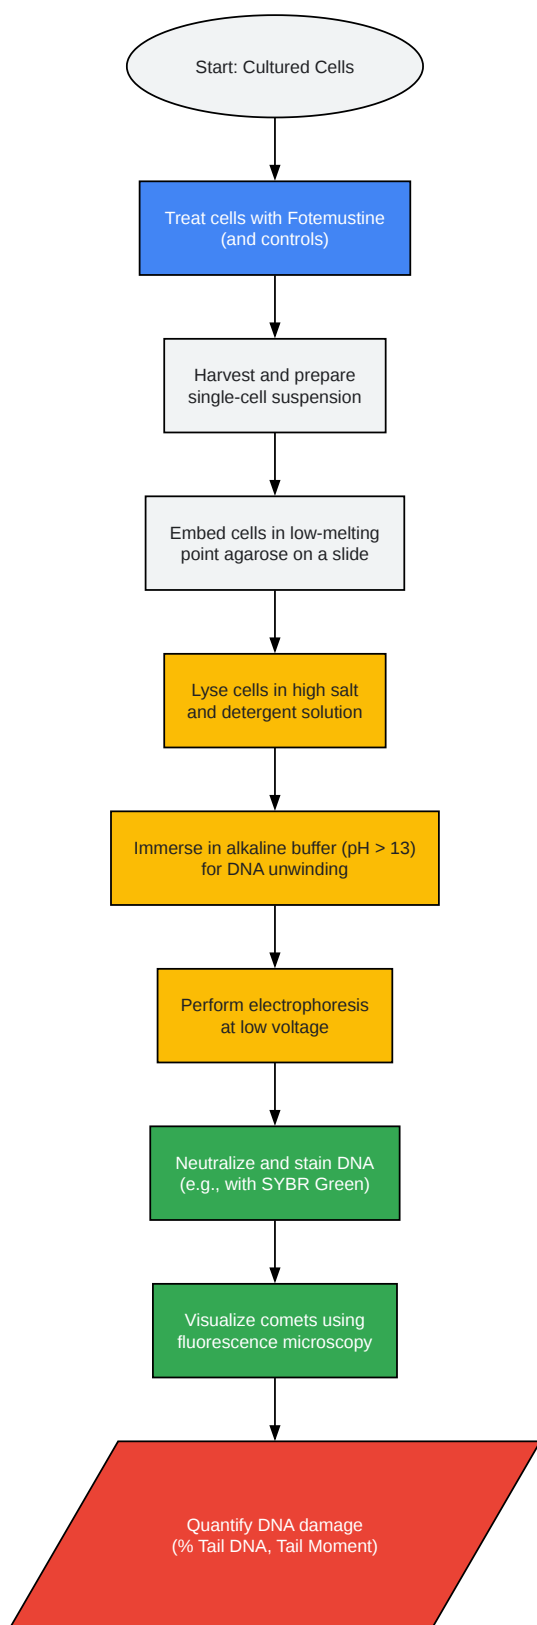 Start: Cultured Cells
Treat cells with Fotemustine
(and controls)
Harvest and prepare
single-cell suspension
Embed cells in low-melting
point agarose on a slide
Lyse cells in high salt
and detergent solution
Immerse in alkaline buffer (pH > 13)
for DNA unwinding
Perform electrophoresis
at low voltage
Neutralize and stain DNA
(e.g., with SYBR Green)
Visualize comets using
fluorescence microscopy
Quantify DNA damage
(% Tail DNA, Tail Moment)